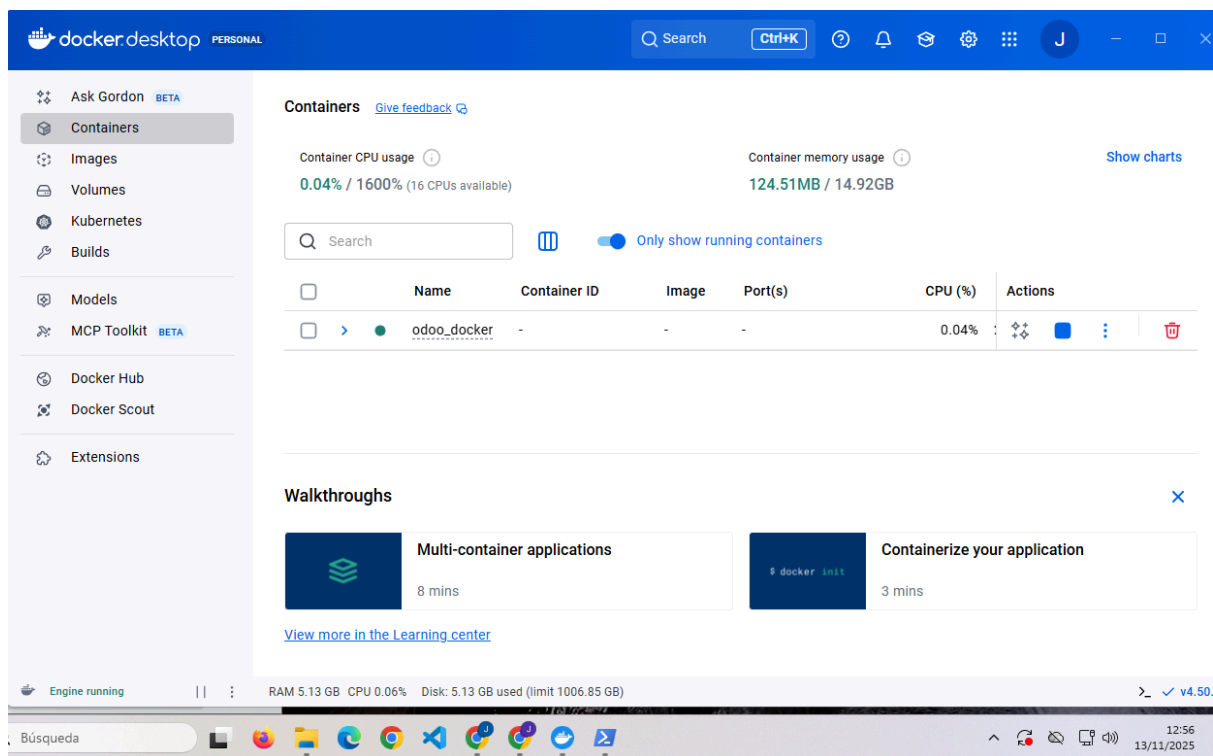 docker.desktop PERSONAL
Search Ctrl+K
J
Ask Gordon BETA
Containers
Images
Volumes
Kubernetes
Builds
Models
MCP Toolkit BETA
Docker Hub
Docker Scout
Extensions
Containers Give feedback
Container CPU usage
0.04% / 1600% (16 CPUs available)
Container memory usage
124.51MB / 14.92GB
Show charts
Search
Only show running containers
Name Container ID Image Port(s) CPU (%) Actions
odoo_docker - - - 0.04%
Walkthroughs
Multi-container applications
8 mins
$ docker init
Containerize your application
3 mins
View more in the Learning center
Engine running
RAM 5.13 GB CPU 0.06% Disk: 5.13 GB used (limit 1006.85 GB)
v4.50.
Búsqueda
12:56
13/11/2025